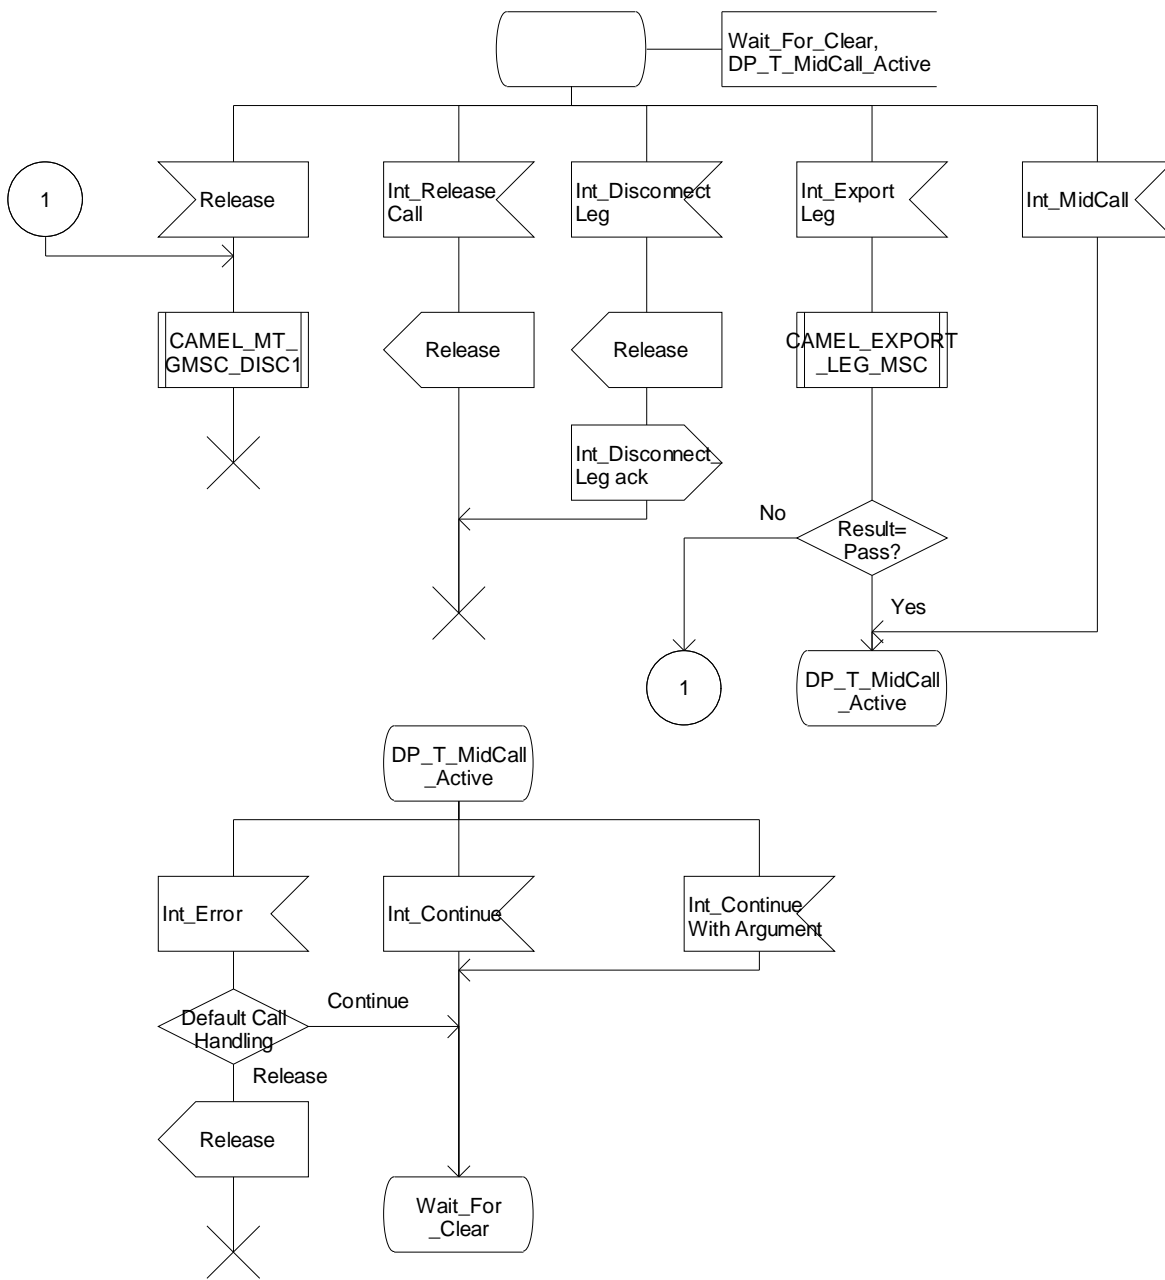 Wait_For_Clear,
DP_T_MidCall_Active
1
Release
Int_Release
Call
Int_Disconnect
Leg
Int_Export
Leg
Int_MidCall
CAMEL_MT_
GMSC_DISC1
Release
Release
CAMEL_EXPORT
_LEG_MSC
Int_Disconnect_
Leg ack
No
Result=
Pass?
Yes
1
DP_T_MidCall
_Active
DP_T_MidCall
_Active
Int_Error
Int_Continue
Int_Continue
With Argument
Continue
Default Call
Handling
Release
Release
Wait_For
_Clear